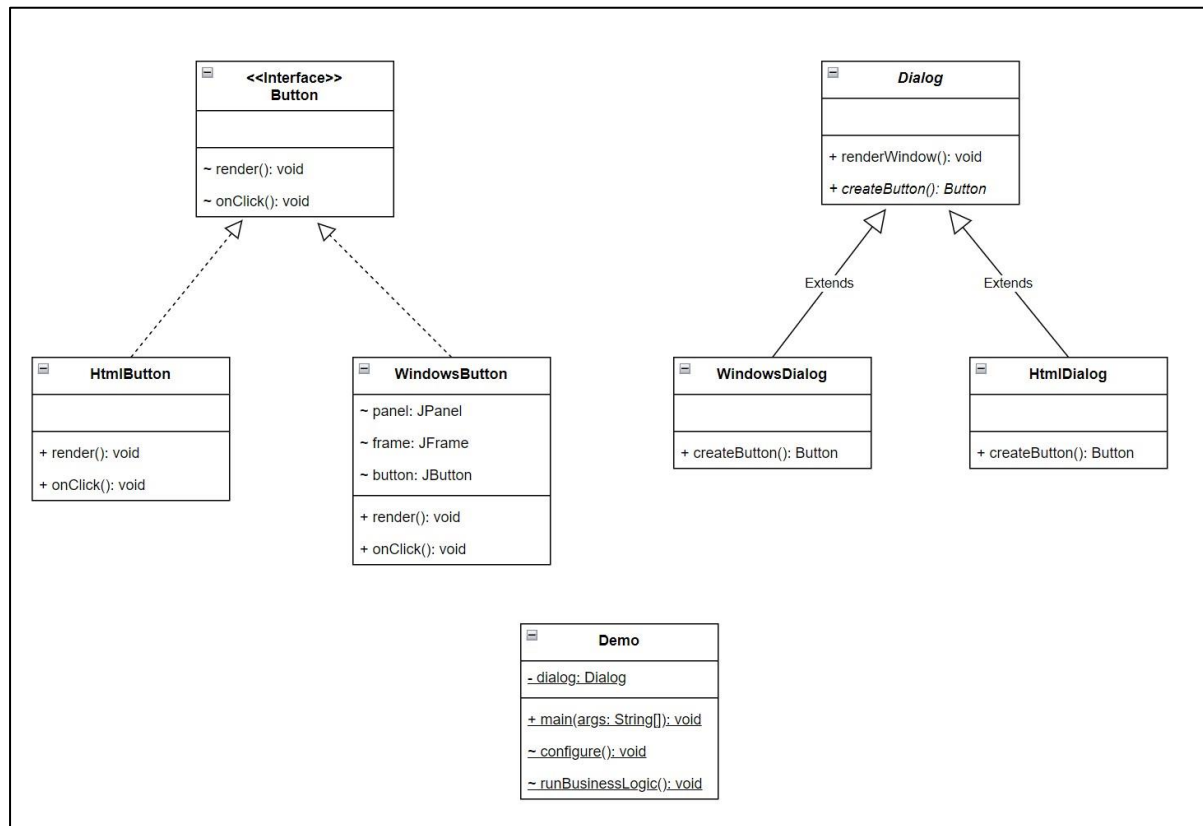 <<Interface>>
Button
~ render(): void
~ onClick(): void
Dialog
+ renderWindow(): void
+ createButton(): Button
Extends
Extends
HtmlButton
+ render(): void
+ onClick(): void
WindowsButton
~ panel: JPanel
~ frame: JFrame
~ button: JButton
+ render(): void
+ onClick(): void
WindowsDialog
+ createButton(): Button
HtmlDialog
+ createButton(): Button
Demo
- dialog: Dialog
+ main(args: String[]): void
~ configure(): void
~ runBusinessLogic(): void